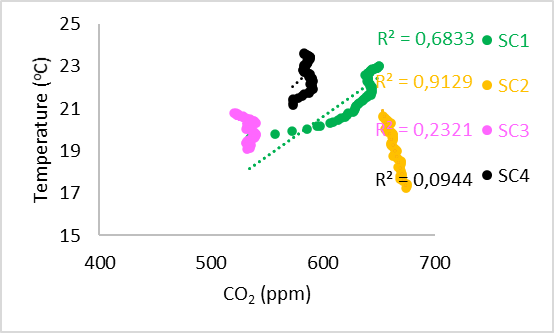 25
23
21
19
17
15
Temperature (ºC)
400
500
600
700
CO₂ (ppm)
R² = 0,6833 SC1
R² = 0,9129 SC2
R² = 0,2321 SC3
R² = 0,0944 SC4